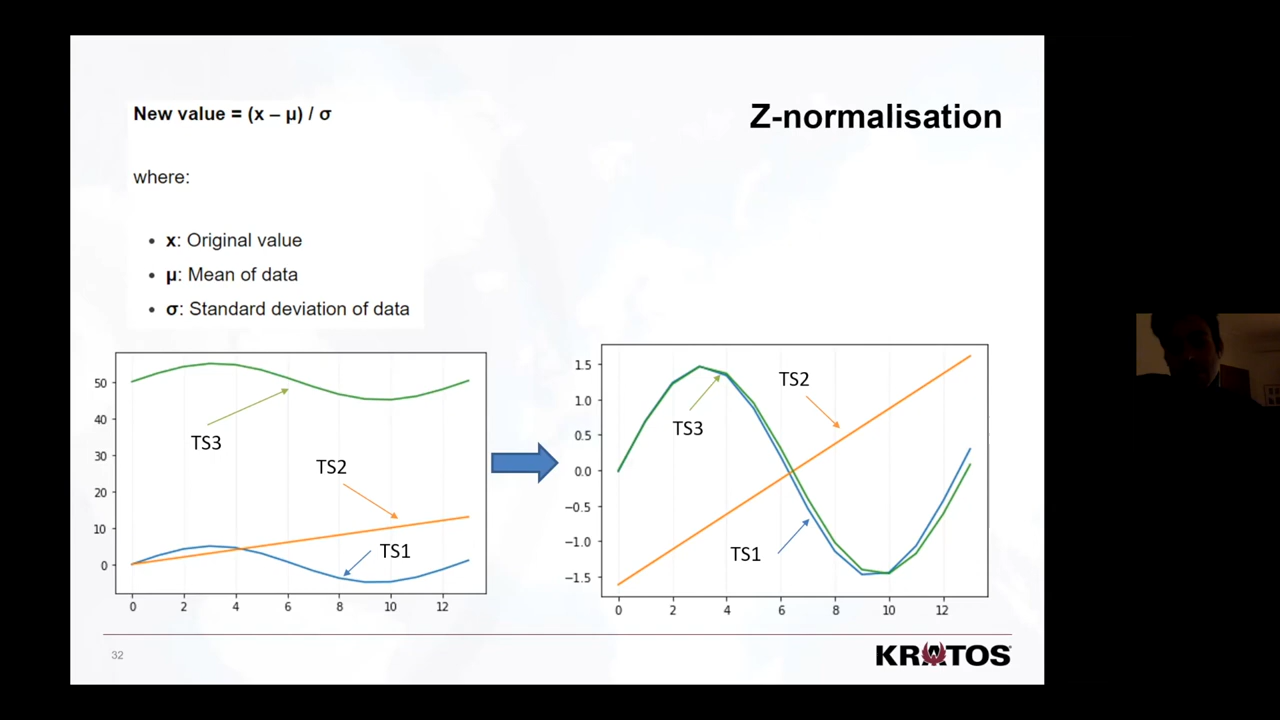 New value = (x – μ) / σ
Z-normalisation
where:
• x: Original value
• μ: Mean of data
• σ: Standard deviation of data
50
40
30
20
10
0
0 2 4 6 8 10 12
TS3
TS2
TS1
1.5
1.0
0.5
0.0
−0.5
−1.0
−1.5
0 2 4 6 8 10 12
TS2
TS3
TS1
32
KRATOS